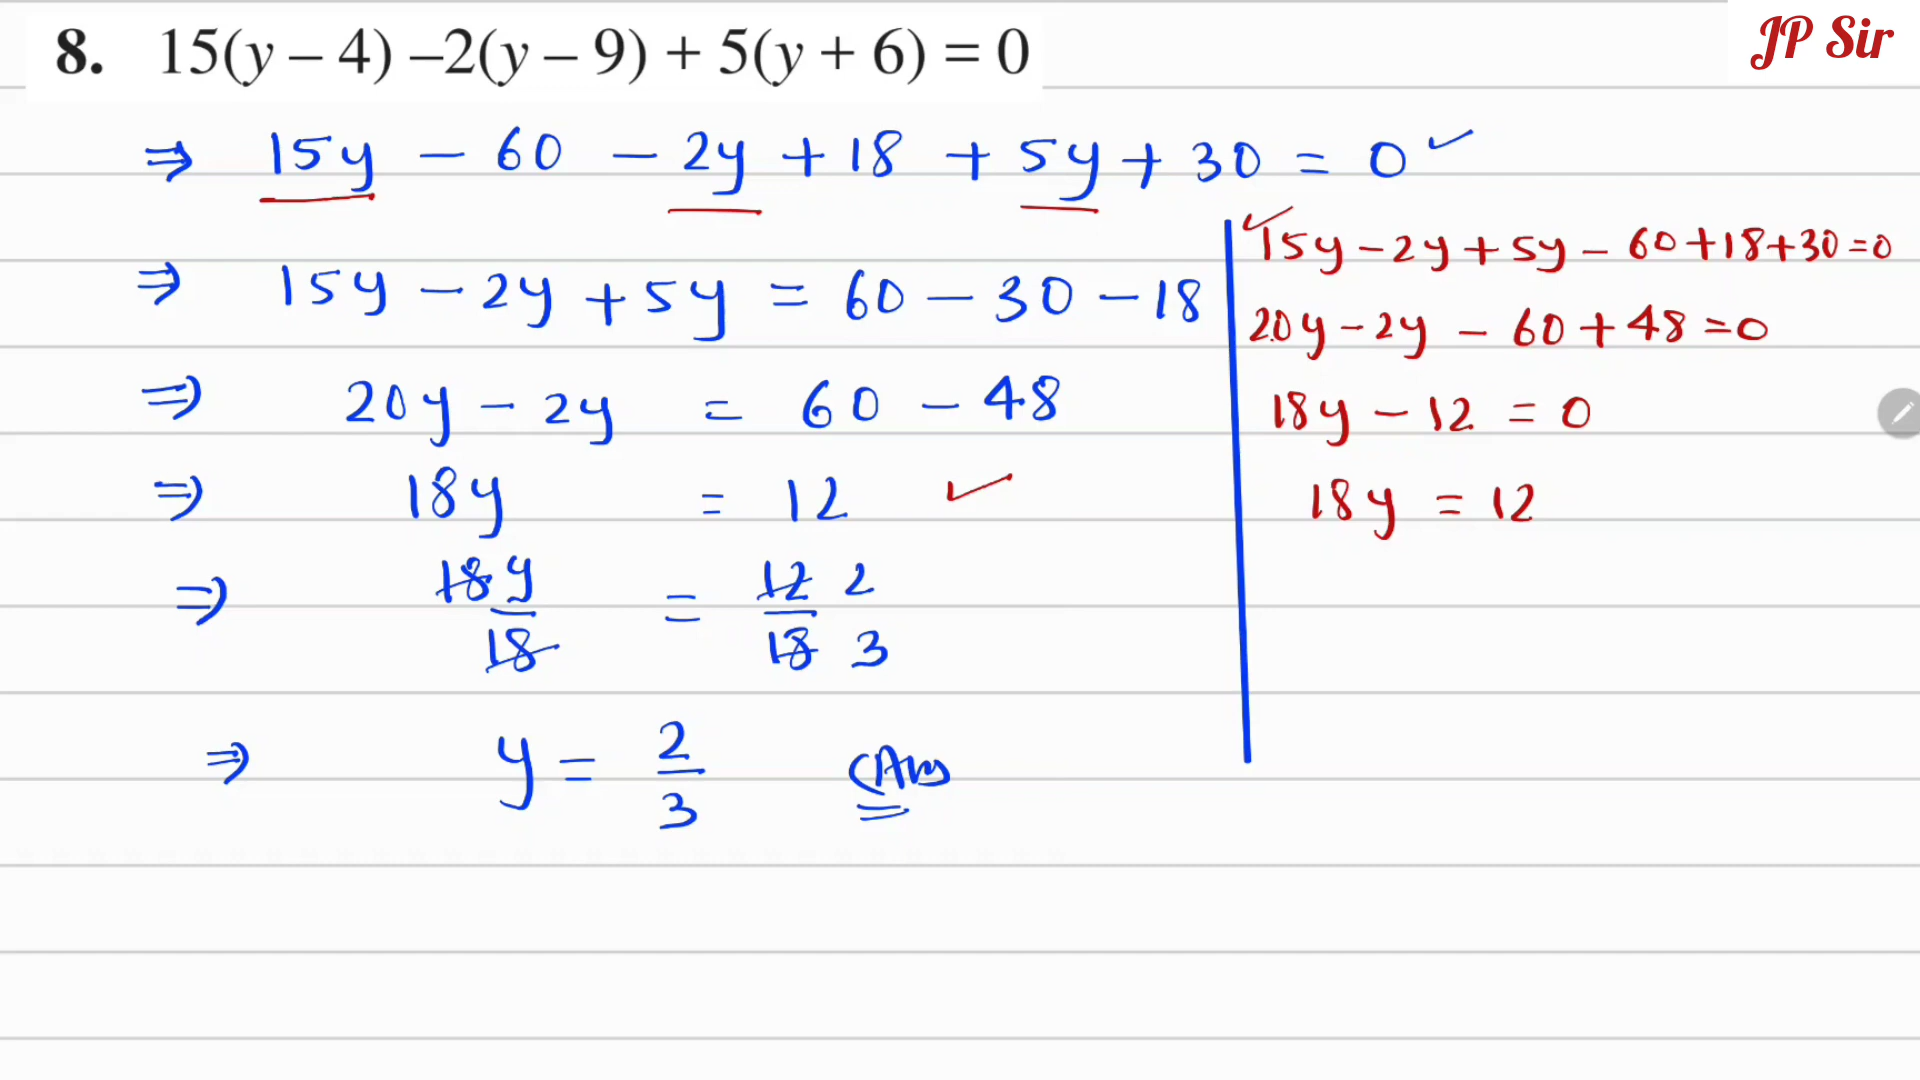 8. 15(y – 4) –2(y – 9) + 5(y + 6) = 0
JP Sir
⇒ 15y - 60 - 2y + 18 + 5y + 30 = 0 ✓
⇒ 15y - 2y + 5y = 60 - 30 - 18
⇒ 20y - 2y = 60 - 48
⇒ 18y = 12 ✓
⇒ 18y/18 = 12/18 2/3
⇒ y = 2/3 (Ans
✓15y - 2y + 5y - 60 + 18 + 30 = 0
20y - 2y - 60 + 48 = 0
18y - 12 = 0
18y = 12